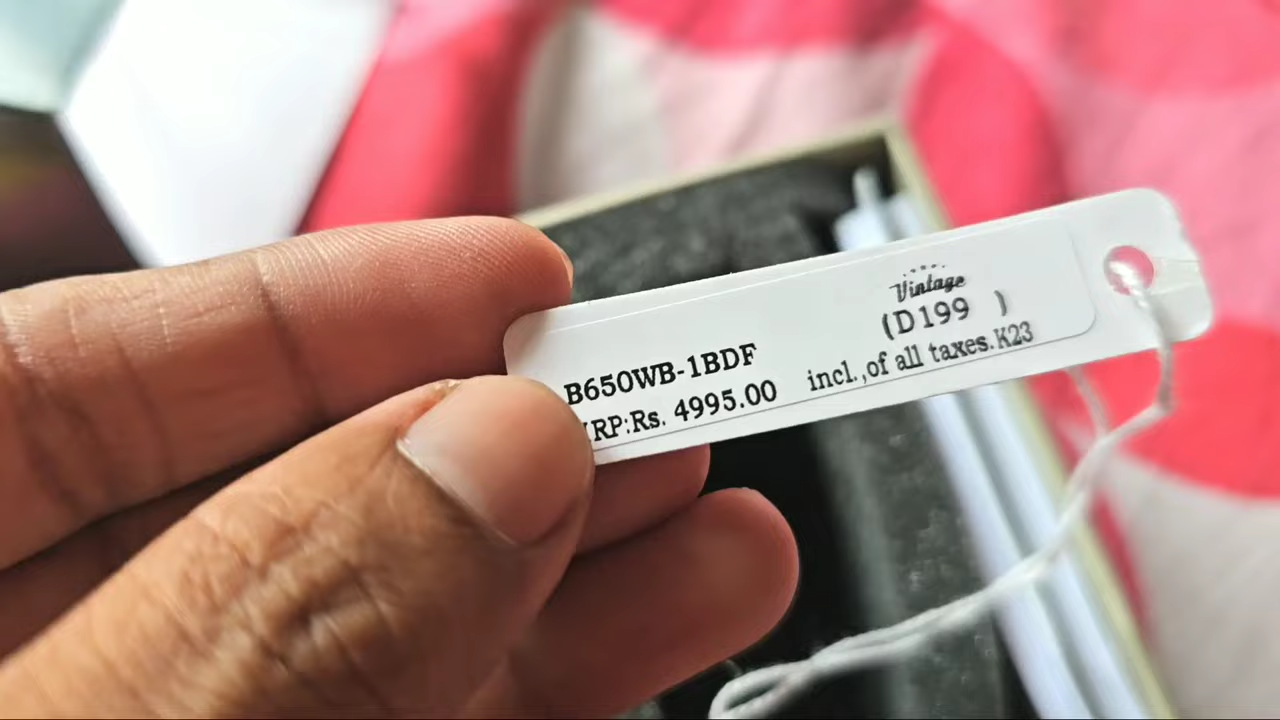 Vintage
(D199 )
B650WB-1BDF
RP:Rs. 4995.00 incl.,of all taxes.K23